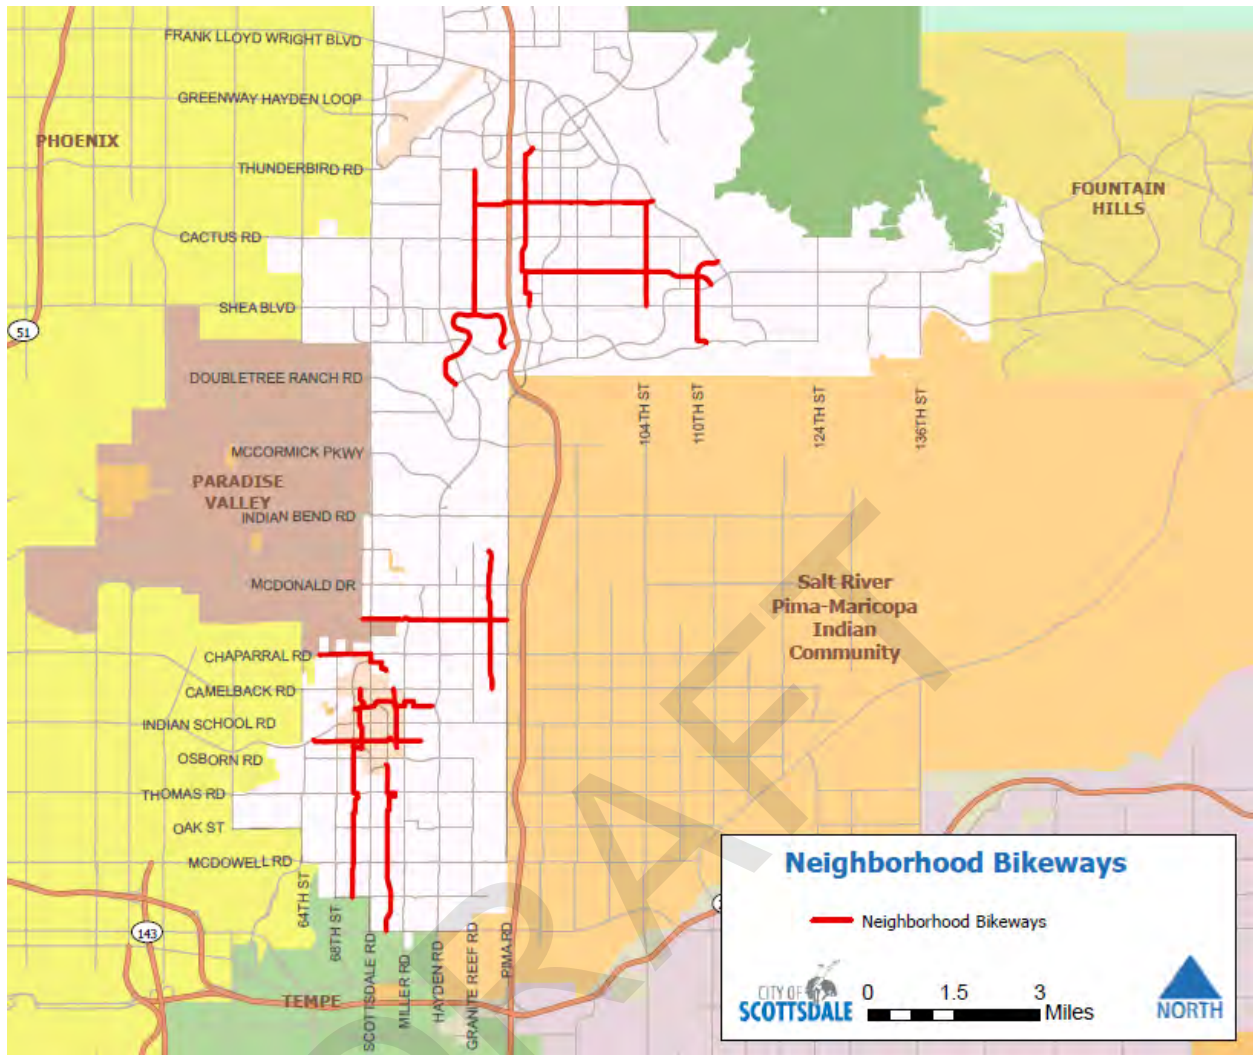 FRANK LLOYD WRIGHT BLVD
GREENWAY HAYDEN LOOP
PHOENIX
THUNDERBIRD RD
FOUNTAIN
HILLS
CACTUS RD
SHEA BLVD
51
DOUBLETREE RANCH RD
104TH ST
110TH ST
124TH ST
136TH ST
MCCORMICK PKWY
PARADISE
VALLEY
INDIAN BEND RD
MCDONALD DR
Salt River
Pima-Maricopa
Indian
Community
CHAPARRAL RD
CAMELBACK RD
INDIAN SCHOOL RD
OSBORN RD
THOMAS RD
OAK ST
MCDOWELL RD
64TH ST
68TH ST
SCOTTSDALE RD
MILLER RD
HAYDEN RD
GRANITE REEF RD
PIMA RD
143
TEMPE
DRAFT
Neighborhood Bikeways
Neighborhood Bikeways
CITY OF
SCOTTSDALE
0 1.5 3
Miles
NORTH